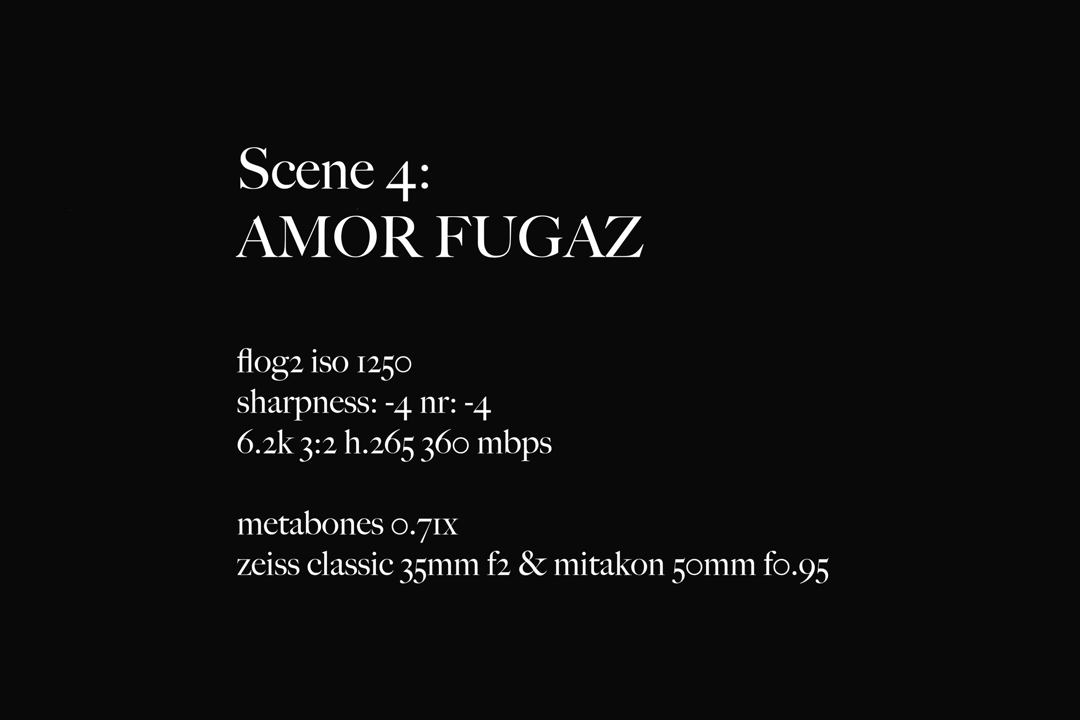 Scene 4:
AMOR FUGAZ
flog2 iso 1250
sharpness: -4 nr: -4
6.2k 3:2 h.265 360 mbps
metabones 0.71x
zeiss classic 35mm f2 & mitakon 50mm f0.95